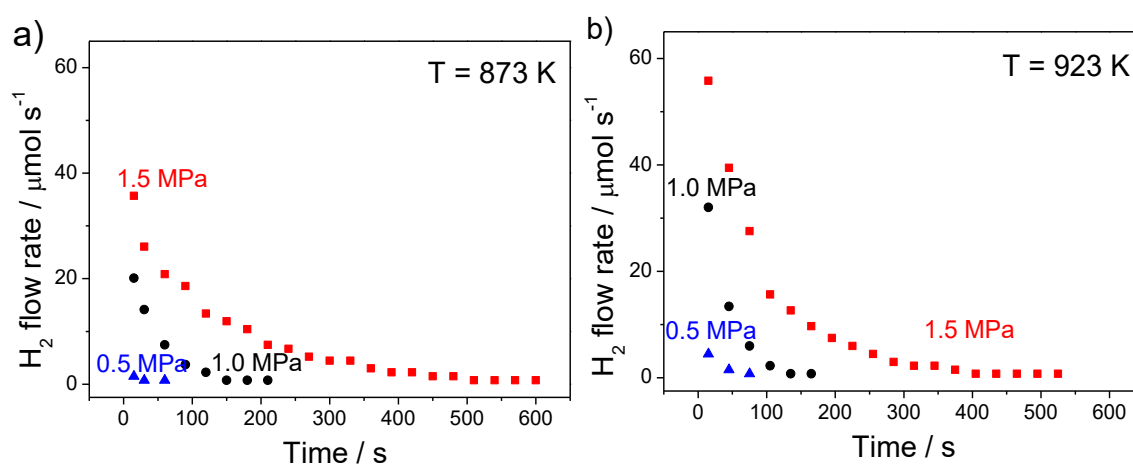 a)
T = 873 K
60
40
20
0
H₂ flow rate / μmol s⁻¹
1.5 MPa
0.5 MPa
1.0 MPa
0 100 200 300 400 500 600
Time / s
b)
T = 923 K
60
40
20
0
H₂ flow rate / μmol s⁻¹
1.0 MPa
0.5 MPa
1.5 MPa
0 100 200 300 400 500 600
Time / s